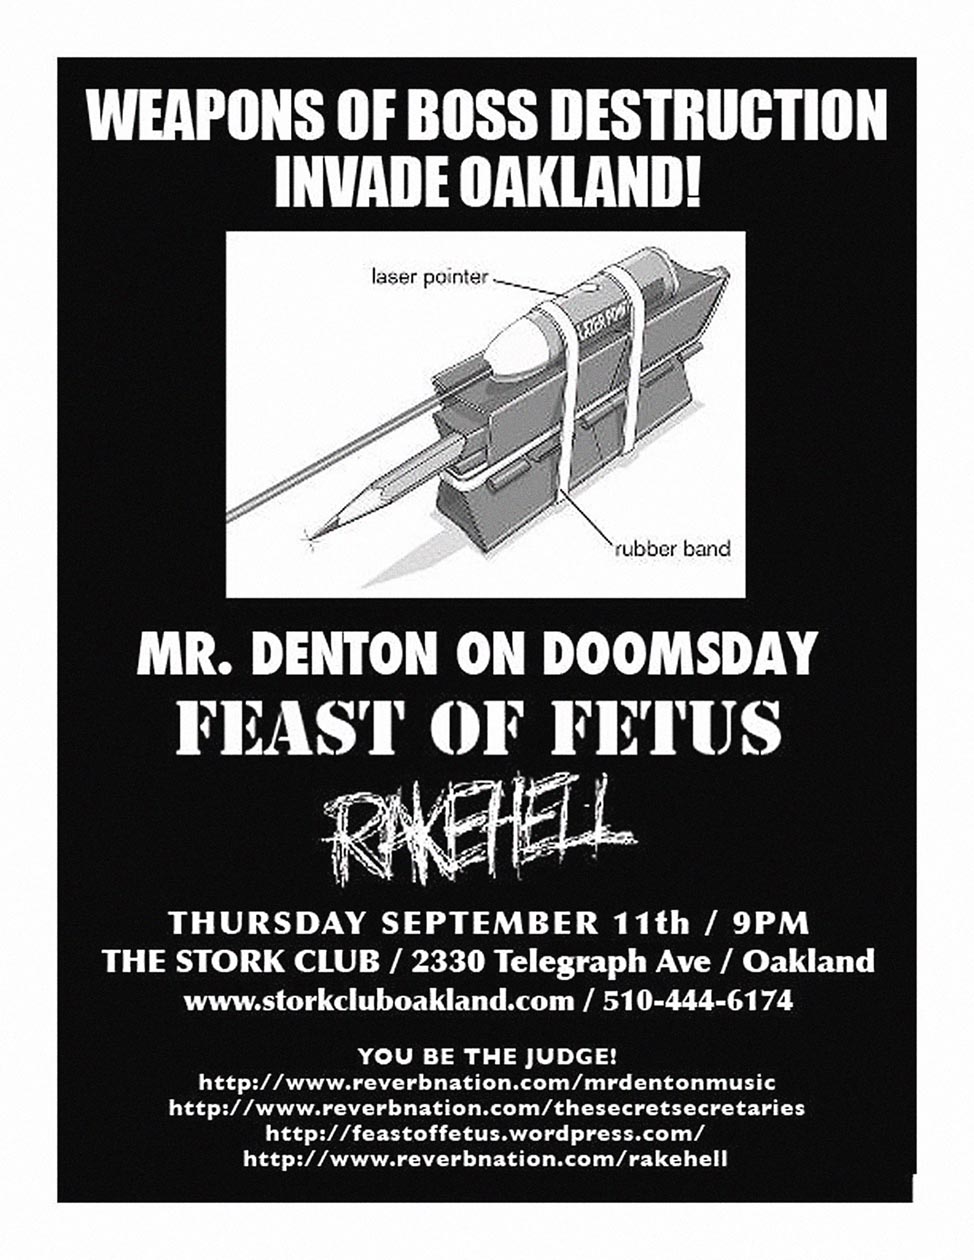 WEAPONS OF BOSS DESTRUCTION
INVADE OAKLAND!
laser pointer
LAZER POIN
rubber band
MR. DENTON ON DOOMSDAY
FEAST OF FETUS
RAKEHELL
THURSDAY SEPTEMBER 11th / 9PM
THE STORK CLUB / 2330 Telegraph Ave / Oakland
www.storkcluboakland.com / 510-444-6174
YOU BE THE JUDGE!
http://www.reverbnation.com/mrdentonmusic
http://www.reverbnation.com/thesecretsecretaries
http://feastoffetus.wordpress.com/
http://www.reverbnation.com/rakehell